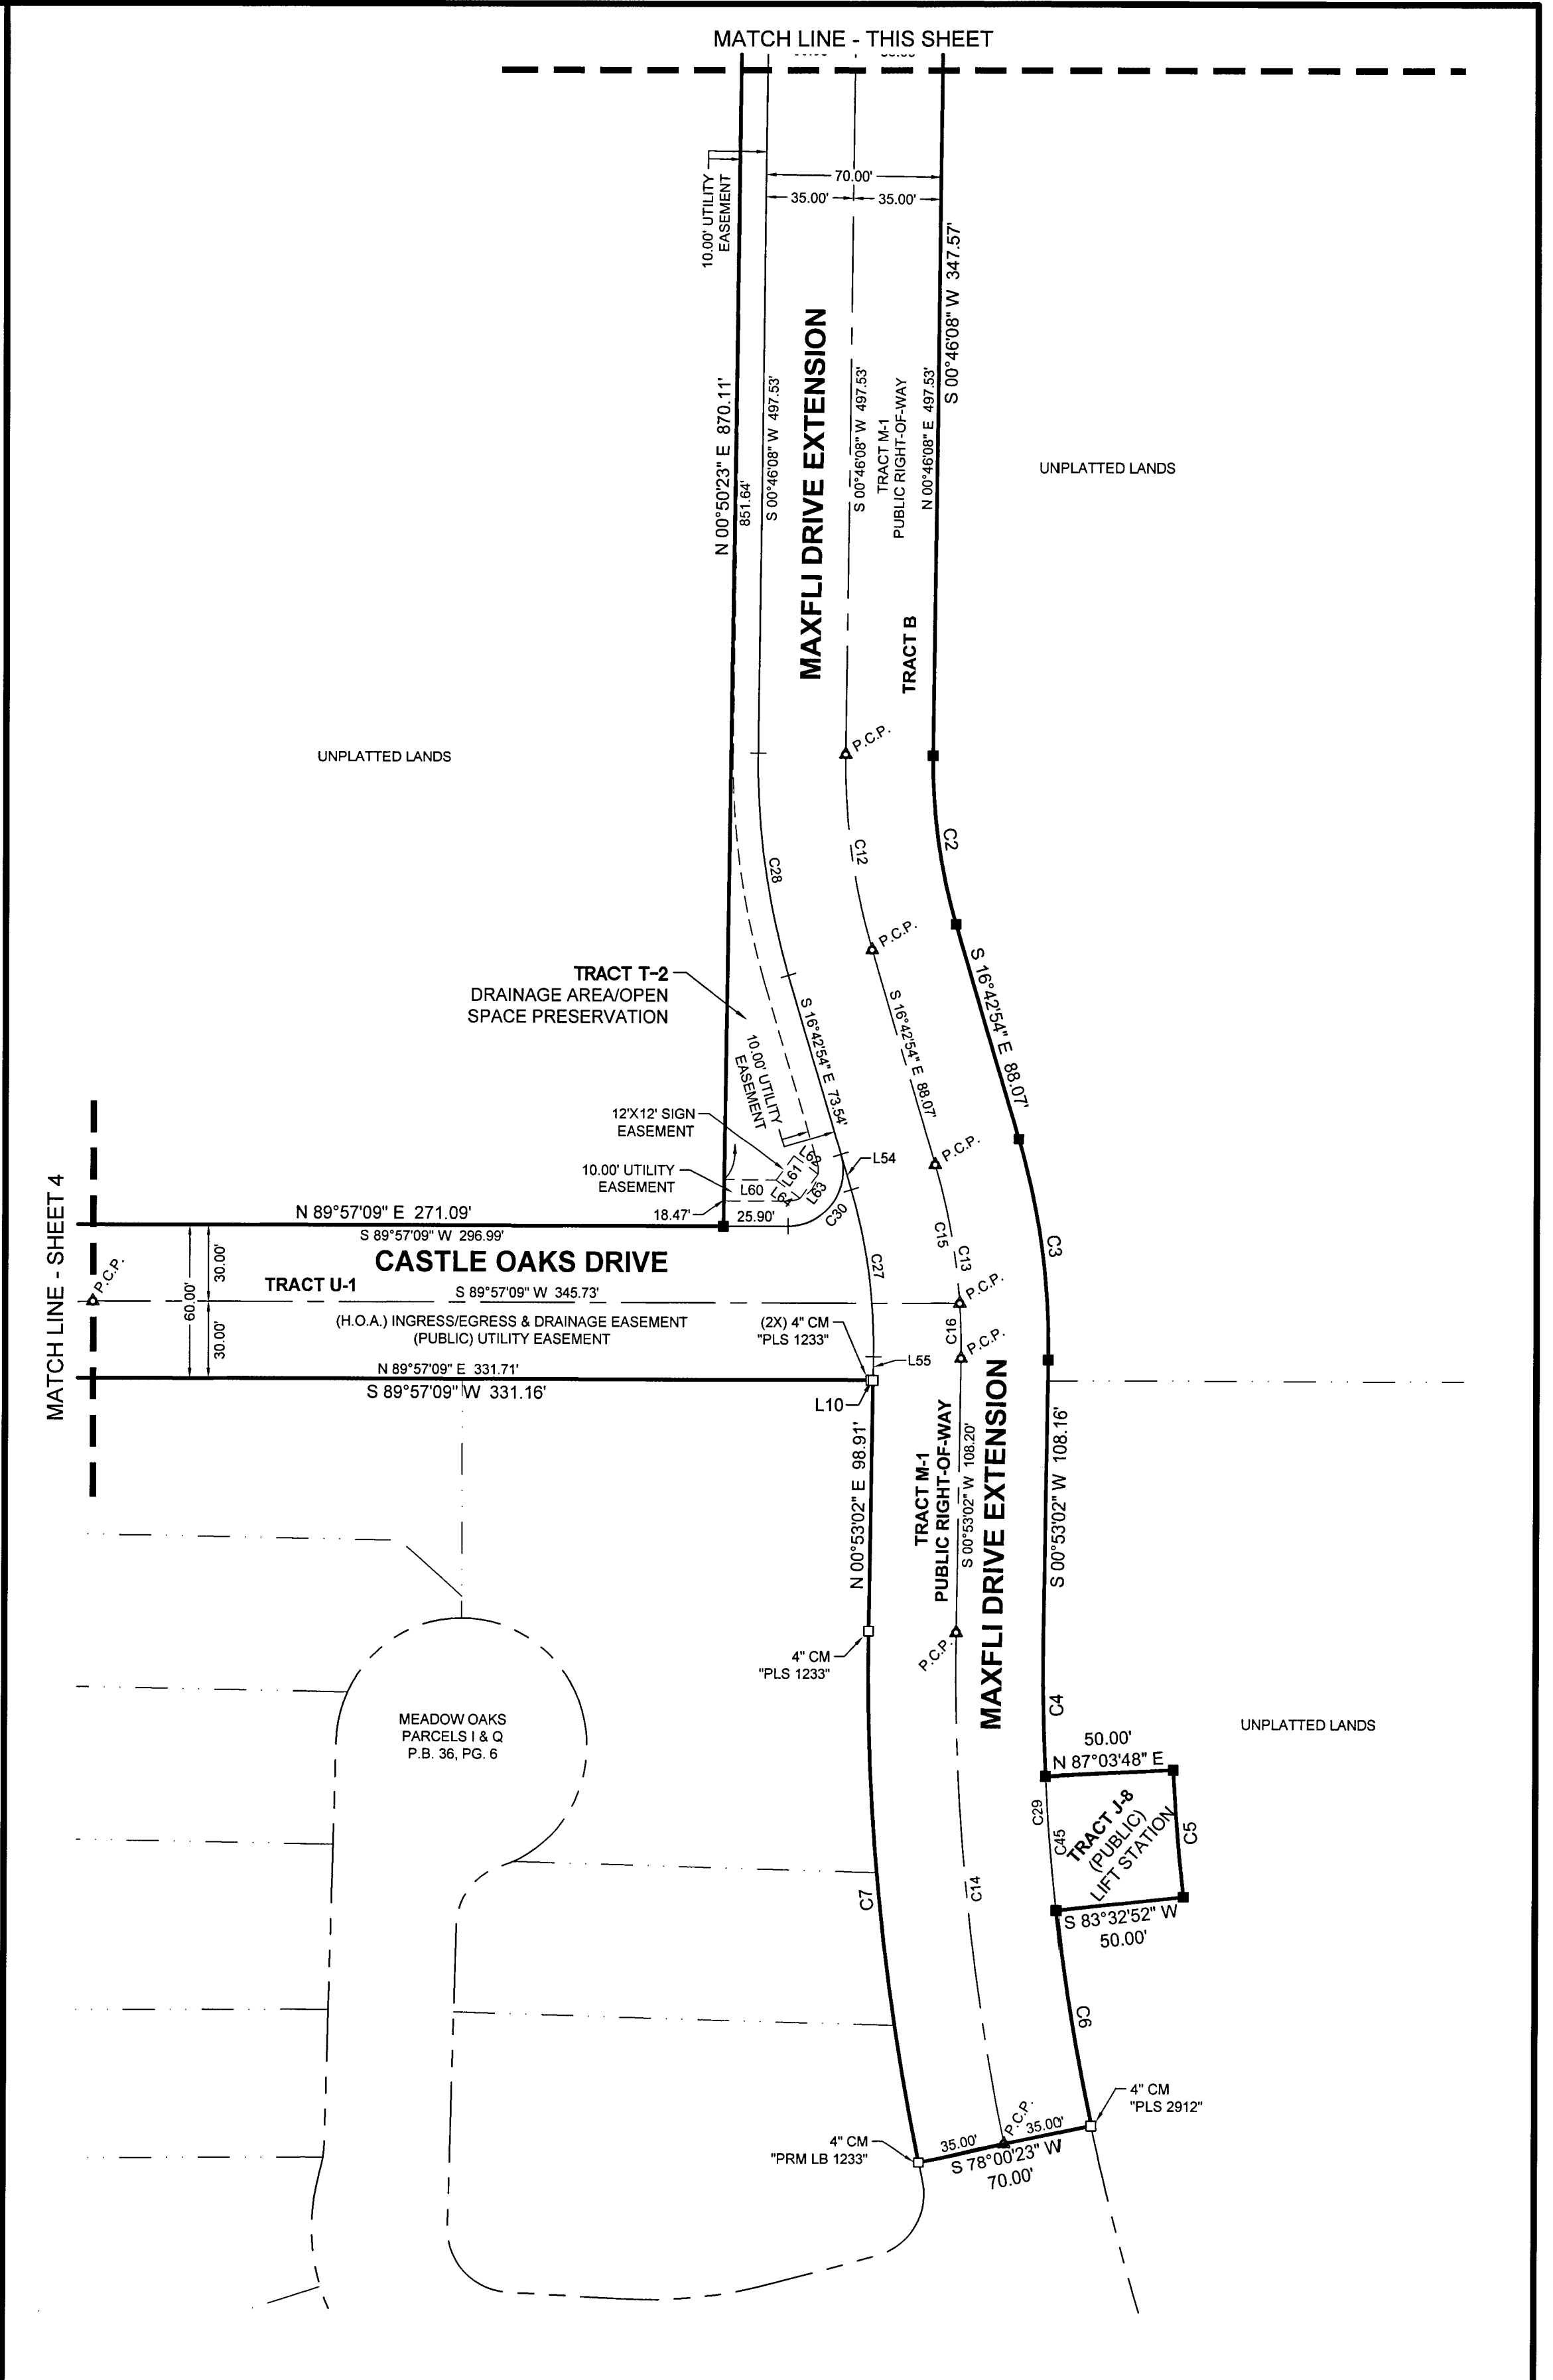 MATCH LINE - THIS SHEET
10.00' UTILITY
EASEMENT
70.00'
35.00'
35.00'
S 00°46'08" W 347.57'
N 00°50'23" E 870.11'
851.64'
S 00°46'08" W 497.53'
MAXFLI DRIVE EXTENSION
S 00°46'08" W 497.53'
TRACT M-1
PUBLIC RIGHT-OF-WAY
N 00°46'08" E 497.53'
UNPLATTED LANDS
TRACT B
UNPLATTED LANDS
P.C.P.
C2
C12
C28
P.C.P.
TRACT T-2
DRAINAGE AREA/OPEN
SPACE PRESERVATION
S 16°42'54" E 88.07'
S 16°42'54" E 88.07'
S 16°42'54" E 73.54'
10.00' UTILITY
EASEMENT
12'X12' SIGN
EASEMENT
P.C.P.
L62
L54
L61
10.00' UTILITY
EASEMENT
L60
L64
L63
18.47'
25.90'
C30
C15
C13
C3
C27
MATCH LINE - SHEET 4
N 89°57'09" E 271.09'
S 89°57'09" W 296.99'
CASTLE OAKS DRIVE
P.C.P.
60.00'
30.00'
30.00'
TRACT U-1
S 89°57'09" W 345.73'
P.C.P.
(H.O.A.) INGRESS/EGRESS & DRAINAGE EASEMENT
(PUBLIC) UTILITY EASEMENT
(2X) 4" CM
"PLS 1233"
C16
P.C.P.
L55
N 89°57'09" E 331.71'
S 89°57'09" W 331.16'
L10
N 00°53'02" E 98.91'
TRACT M-1
PUBLIC RIGHT-OF-WAY
S 00°53'02" W 108.20'
MAXFLI DRIVE EXTENSION
S 00°53'02" W 108.16'
4" CM
"PLS 1233"
P.C.P.
C4
MEADOW OAKS
PARCELS I & Q
P.B. 36, PG. 6
UNPLATTED LANDS
50.00'
N 87°03'48" E
C29
C45
TRACT J-8
(PUBLIC)
LIFT STATION
C5
C7
C14
S 83°32'52" W
50.00'
C6
4" CM
"PLS 2912"
P.C.P.
35.00'
35.00'
4" CM
"PRM LB 1233"
S 78°00'23" W
70.00'